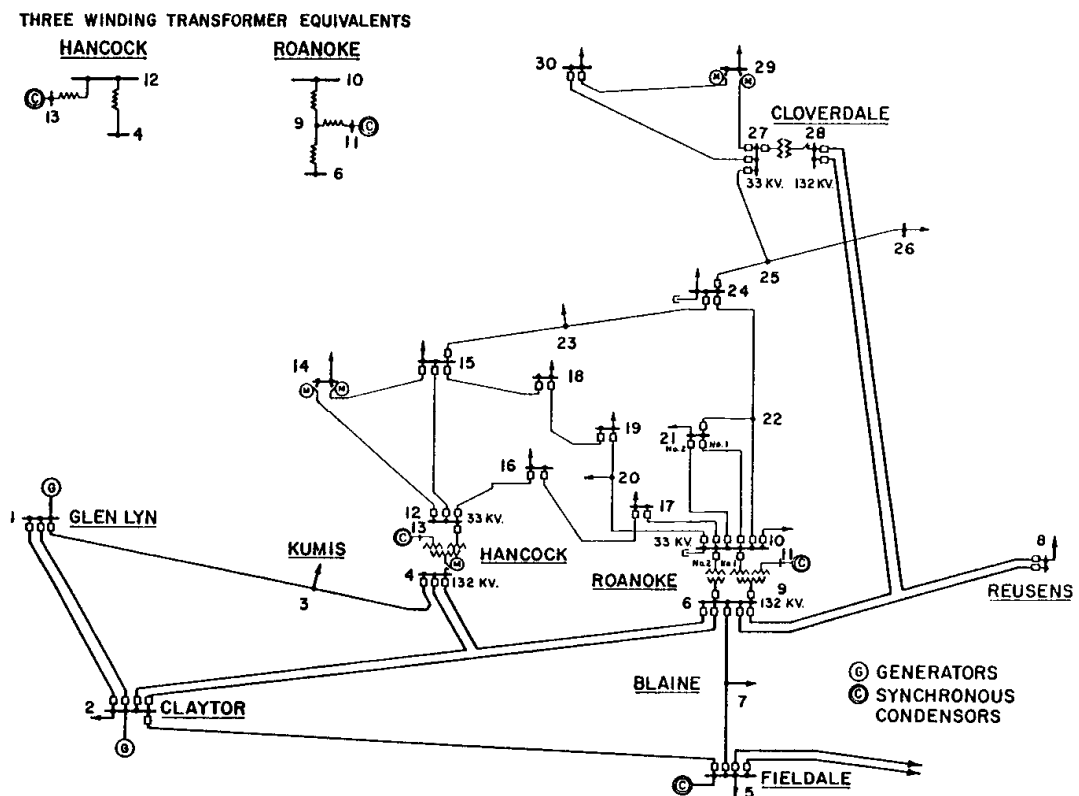 THREE WINDING TRANSFORMER EQUIVALENTS
HANCOCK
ROANOKE
12
C
13
4
10
9
C
11
6
30
M
M
29
CLOVERDALE
27
28
33 KV.
132 KV.
26
25
24
23
14
M
M
15
18
19
22
21
No.2
No.1
16
20
17
G
1
GLEN LYN
12
33 KV.
13
C
HANCOCK
M
4
132 KV.
KUMIS
3
33 KV.
10
No.2
No.1
11
C
ROANOKE
9
6
132 KV.
8
REUSENS
2
CLAYTOR
G
BLAINE
7
C
5
FIELDALE
G GENERATORS
C SYNCHRONOUS
CONDENSORS